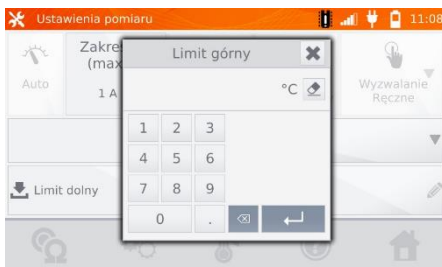 Ustawienia pomiaru 11:08
Zakres
(max
Auto
1 A
Limit górny
°C
Wyzwalanie
Ręczne
1 2 3
4 5 6
7 8 9
0 .
Limit dolny